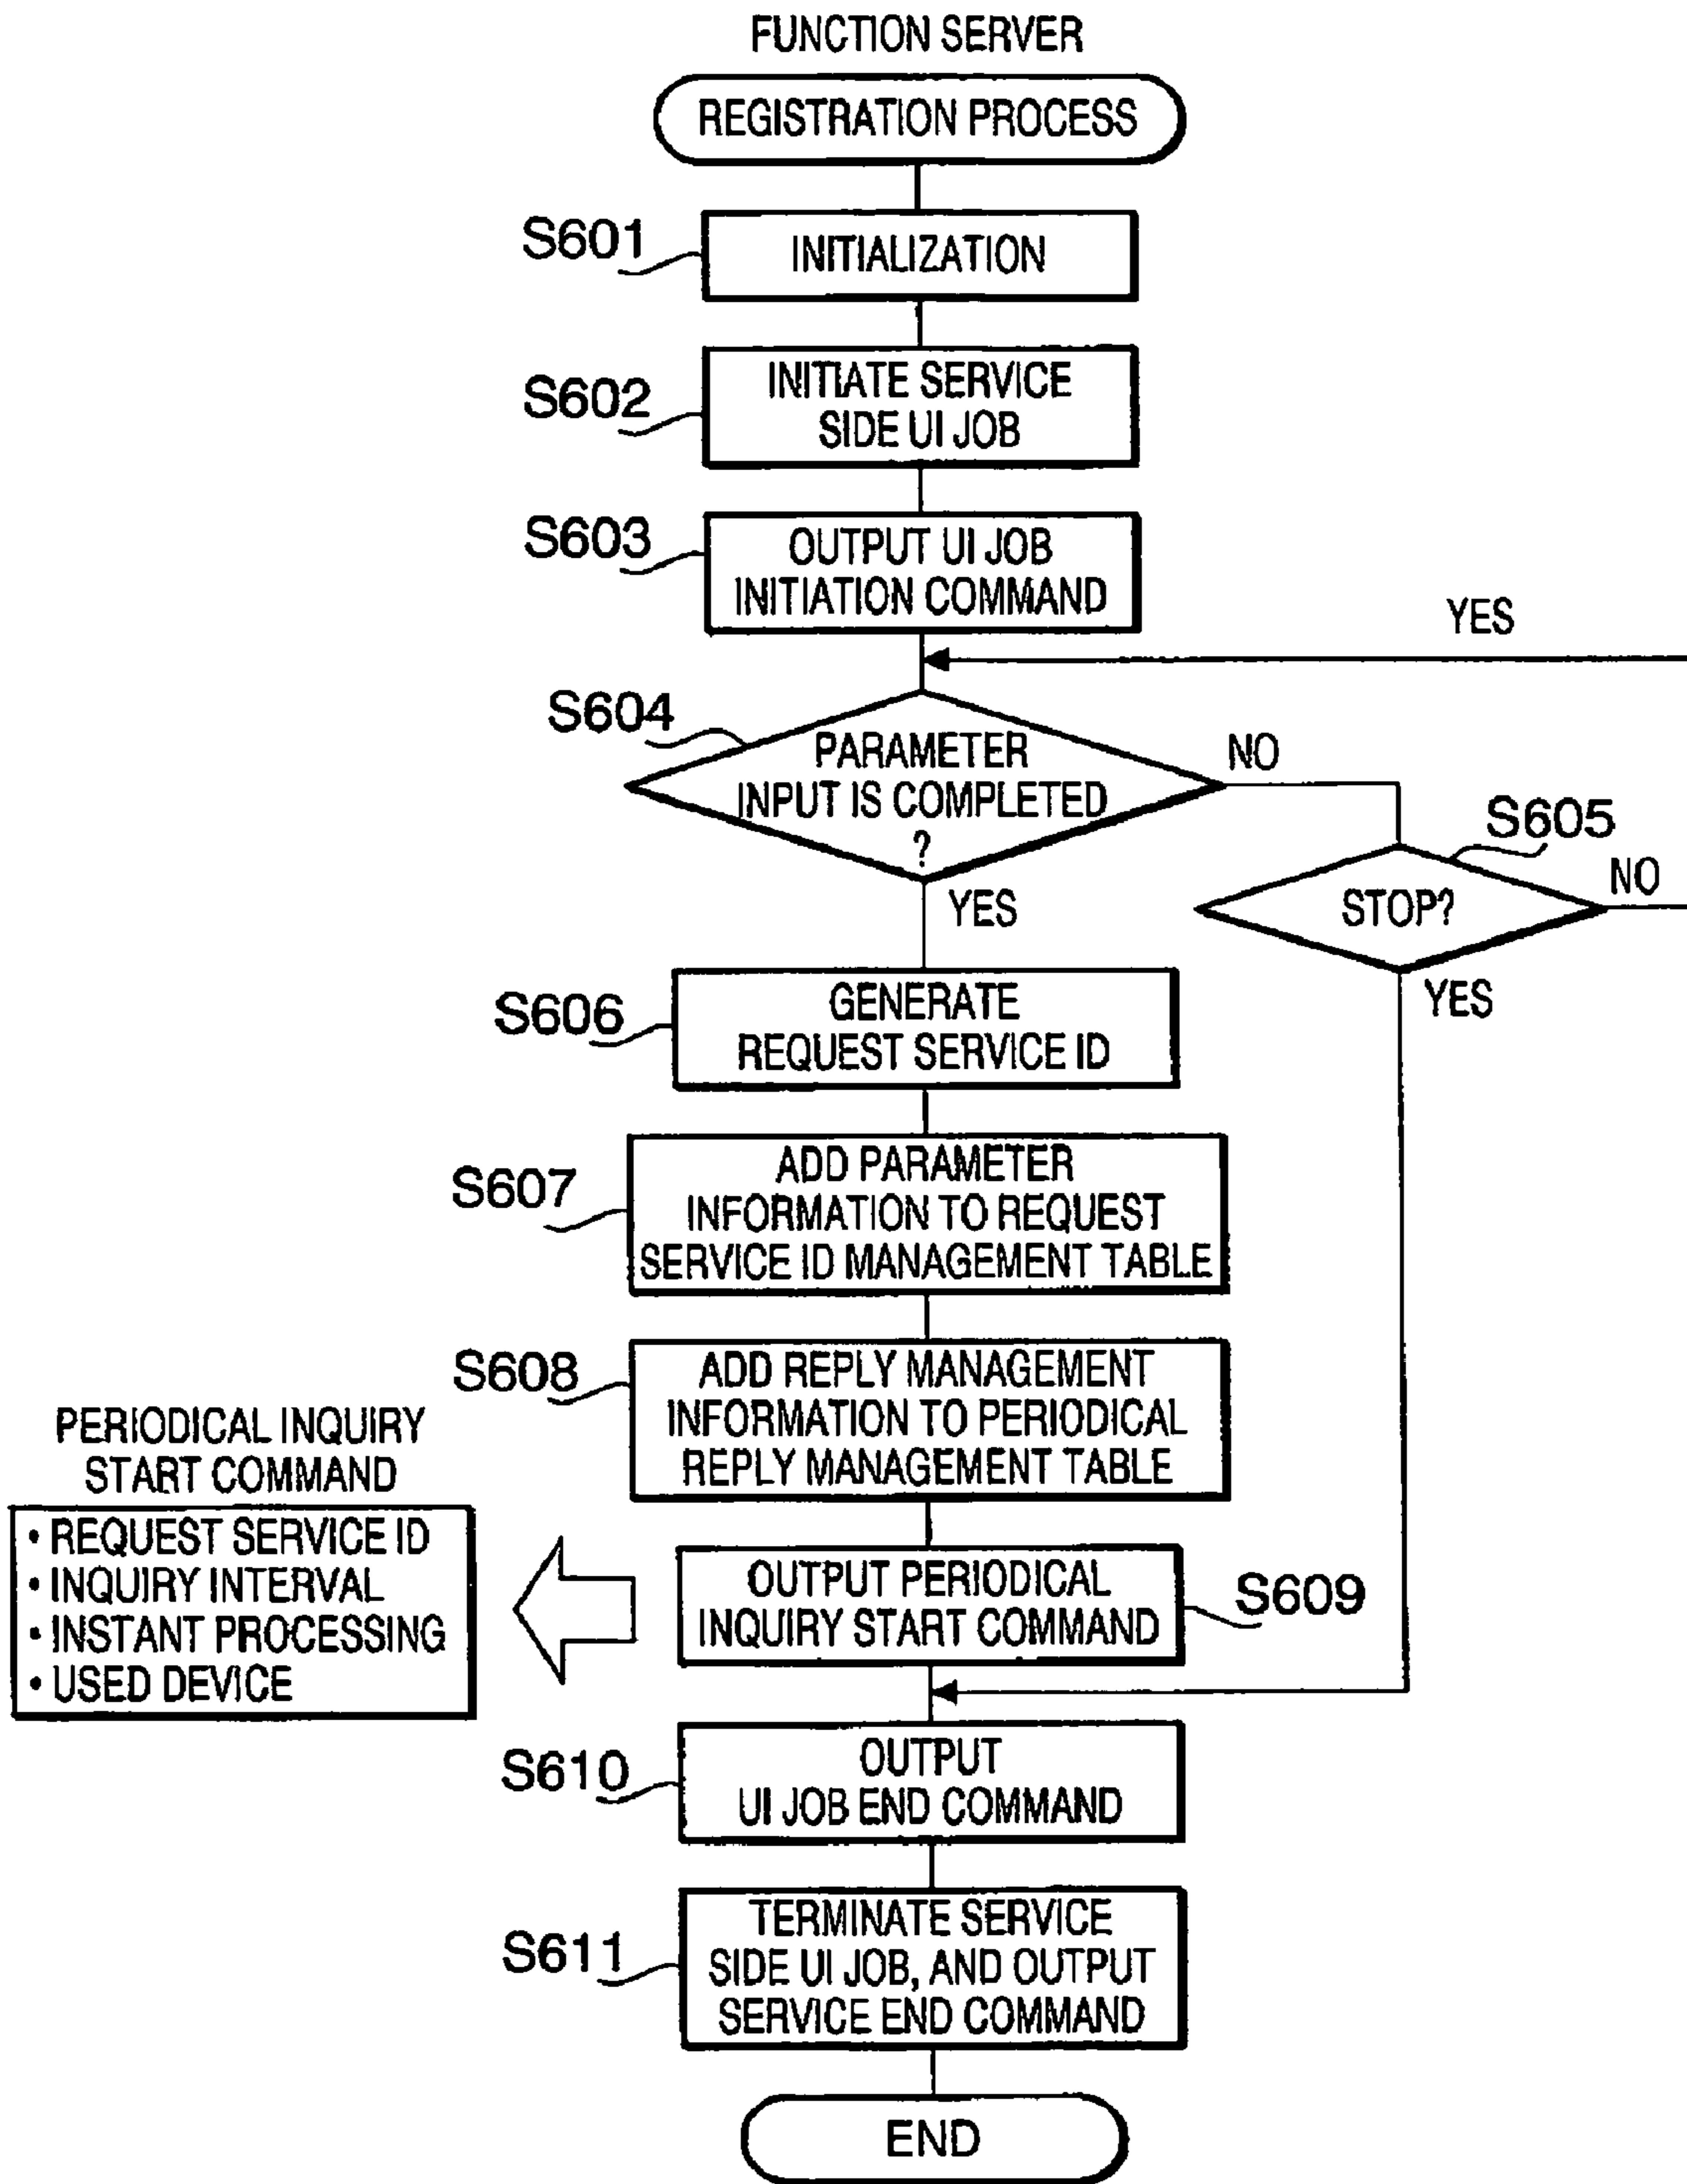 FUNCTION SERVER
REGISTRATION PROCESS
S601
INITIALIZATION
S602
INITIATE SERVICE
SIDE UI JOB
S603
OUTPUT UI JOB
INITIATION COMMAND
YES
S604
PARAMETER
INPUT IS COMPLETED
?
NO
YES
S605
STOP?
NO
YES
S606
GENERATE
REQUEST SERVICE ID
S607
ADD PARAMETER
INFORMATION TO REQUEST
SERVICE ID MANAGEMENT TABLE
S608
ADD REPLY MANAGEMENT
INFORMATION TO PERIODICAL
REPLY MANAGEMENT TABLE
PERIODICAL INQUIRY
START COMMAND
• REQUEST SERVICE ID
• INQUIRY INTERVAL
• INSTANT PROCESSING
• USED DEVICE
OUTPUT PERIODICAL
INQUIRY START COMMAND
S609
S610
OUTPUT
UI JOB END COMMAND
S611
TERMINATE SERVICE
SIDE UI JOB, AND OUTPUT
SERVICE END COMMAND
END